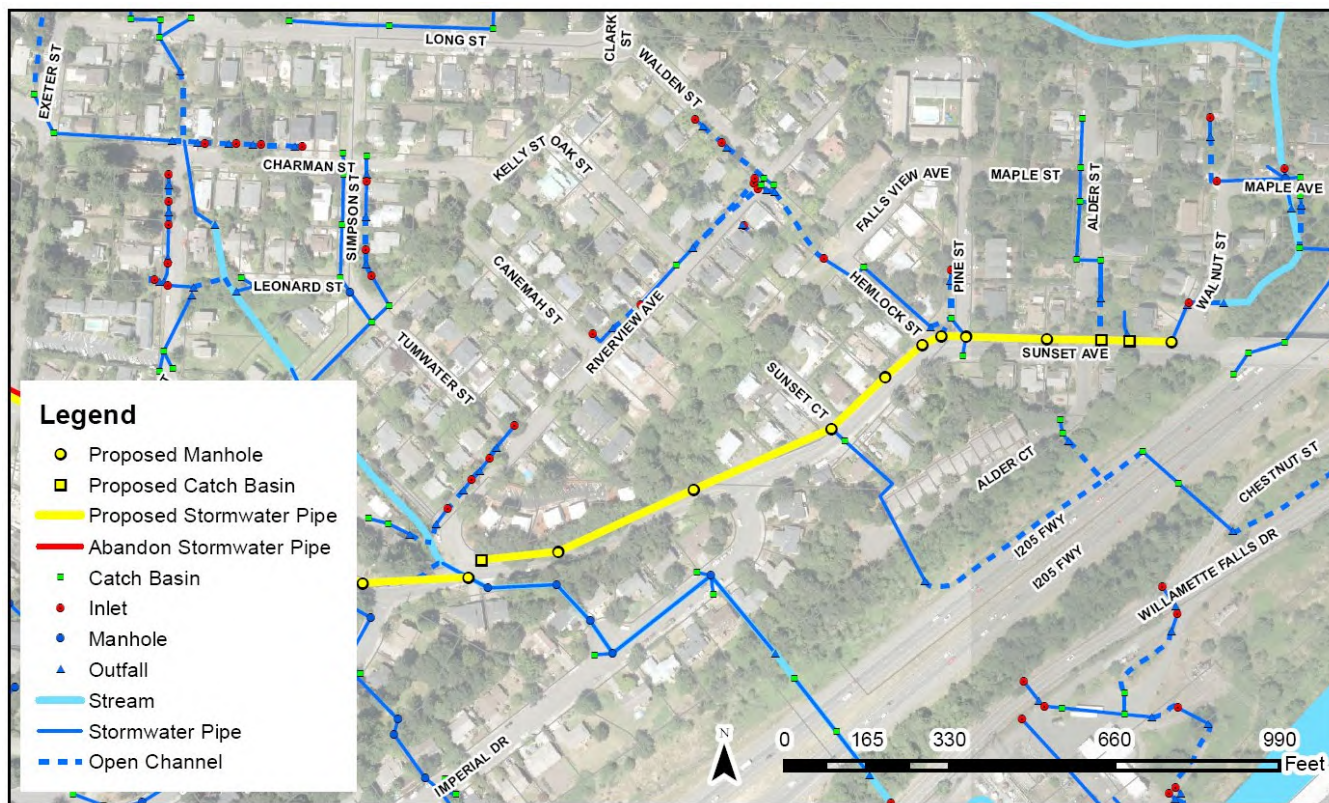 LONG ST
CLARK
ST
EXETER ST
WALDEN ST
CHARMAN ST
KELLY ST
OAK ST
SIMPSON ST
FALLS VIEW AVE
MAPLE ST
ALDER ST
MAPLE AVE
LEONARD ST
CANEMAH ST
HEMLOCK ST
PINE ST
WALNUT ST
TUMWATER ST
RIVERVIEW AVE
SUNSET AVE
SUNSET CT
ALDER CT
CHESTNUT ST
I205 FWY
I205 FWY
WILLAMETTE FALLS DR
IMPERIAL DR
Legend
Proposed Manhole
Proposed Catch Basin
Proposed Stormwater Pipe
Abandon Stormwater Pipe
Catch Basin
Inlet
Manhole
Outfall
Stream
Stormwater Pipe
Open Channel
N
0 165 330 660 990
Feet